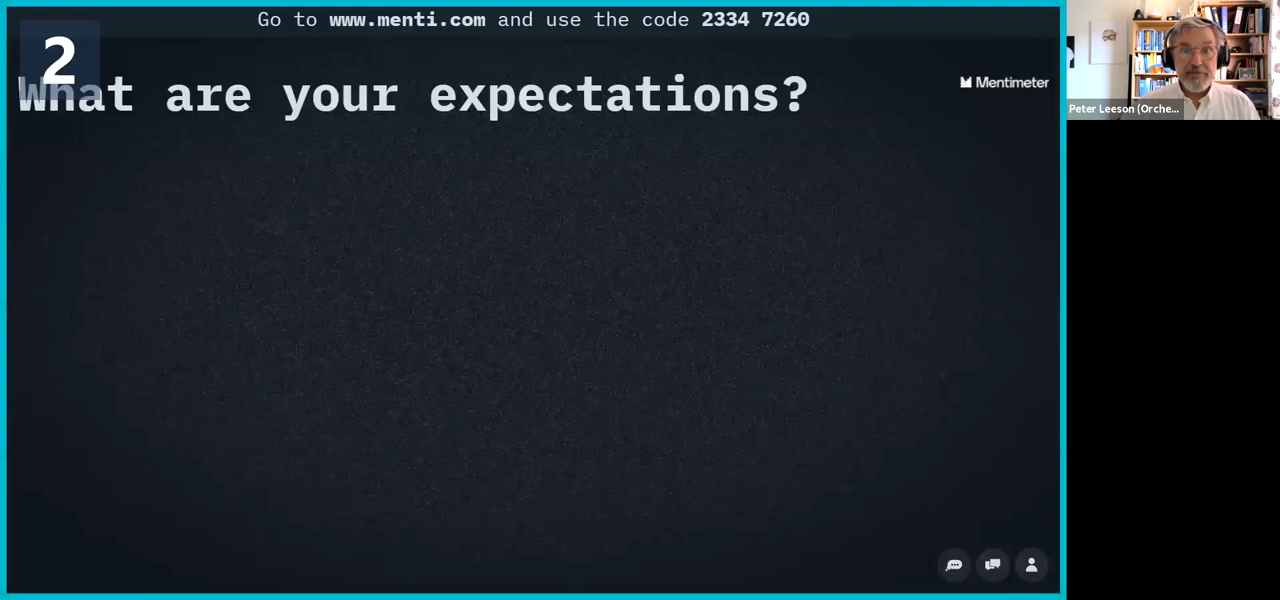 Go to www.menti.com and use the code 2334 7260
2
What are your expectations?
Mentimeter
Peter Leeson (Orche...